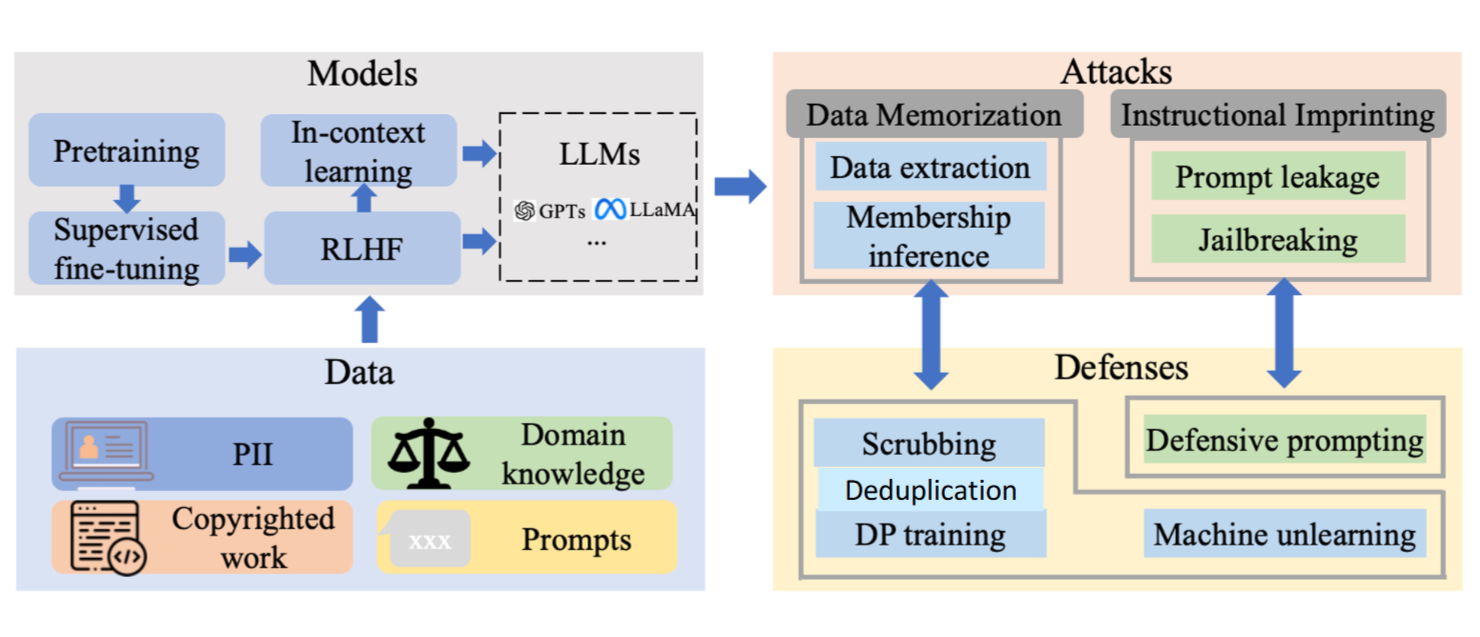 Models
Pretraining
Supervised
fine-tuning
In-context
learning
RLHF
LLMs
GPTs LLaMA
...
Data
PII
Domain
knowledge
Copyrighted
work
</>
xxx
Prompts
Attacks
Data Memorization
Data extraction
Membership
inference
Instructional Imprinting
Prompt leakage
Jailbreaking
Defenses
Scrubbing
Deduplication
DP training
Defensive prompting
Machine unlearning